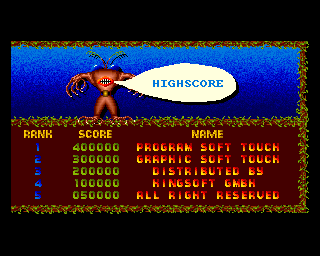 HIGHSCORE
RANK SCORE NAME
1 400000 PROGRAM SOFT TOUCH
2 300000 GRAPHIC SOFT TOUCH
3 200000 DISTRIBUTED BY
4 100000 KINGSOFT GMBH
5 050000 ALL RIGHT RESERVED